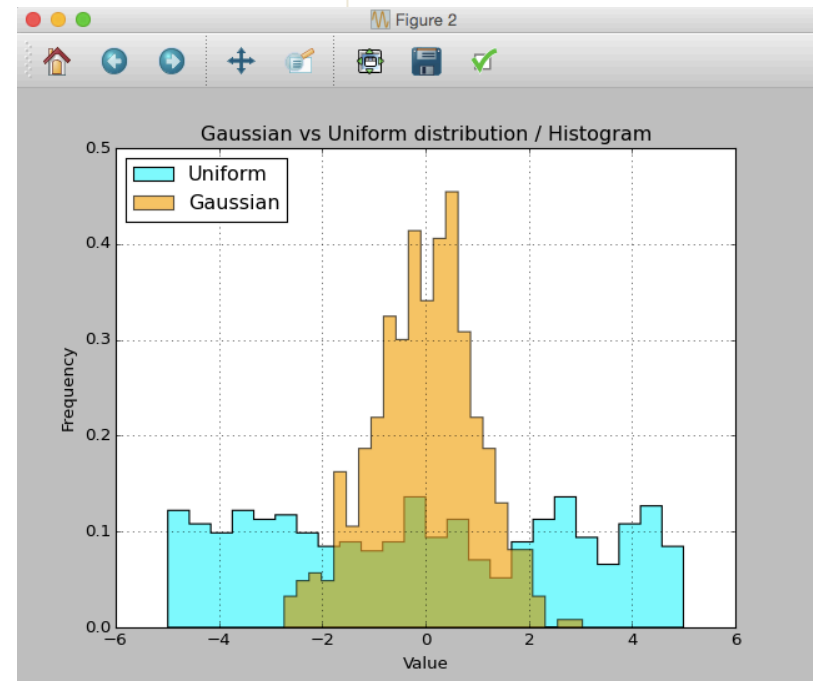 Figure 2
Gaussian vs Uniform distribution / Histogram
Uniform
Gaussian
0.5
0.4
0.3
0.2
0.1
0.0
Frequency
−6 −4 −2 0 2 4 6
Value